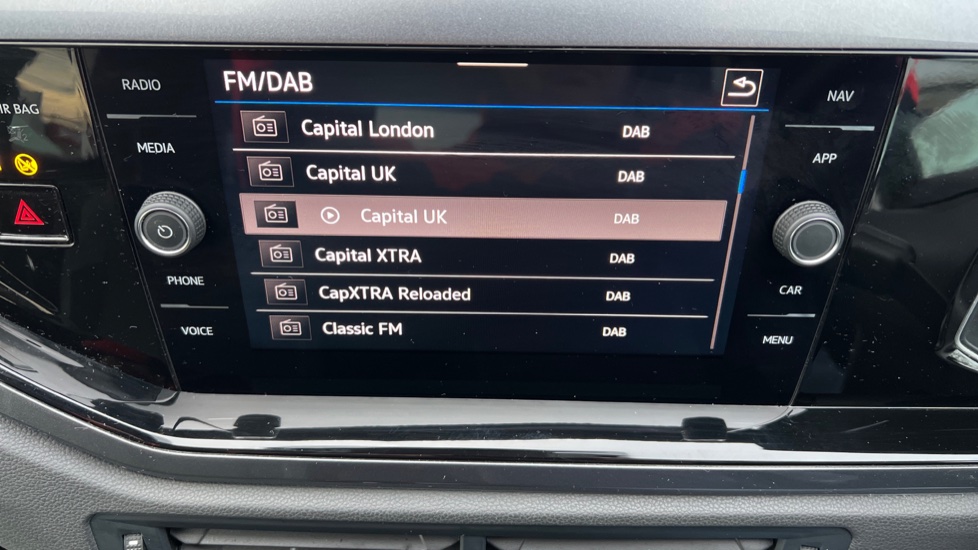 FM/DAB
RADIO
MEDIA
PHONE
VOICE
NAV
APP
CAR
MENU
Capital London DAB
Capital UK DAB
Capital UK DAB
Capital XTRA DAB
CapXTRA Reloaded DAB
Classic FM DAB
BAG